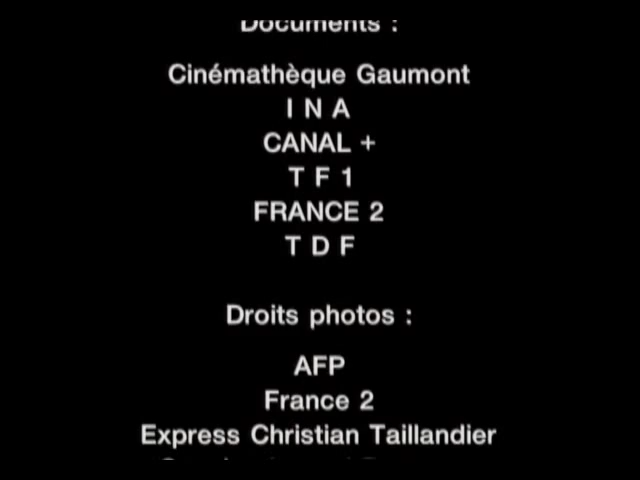 Documents :
Cinémathèque Gaumont
I N A
CANAL +
T F 1
FRANCE 2
T D F
Droits photos :
AFP
France 2
Express Christian Taillandier